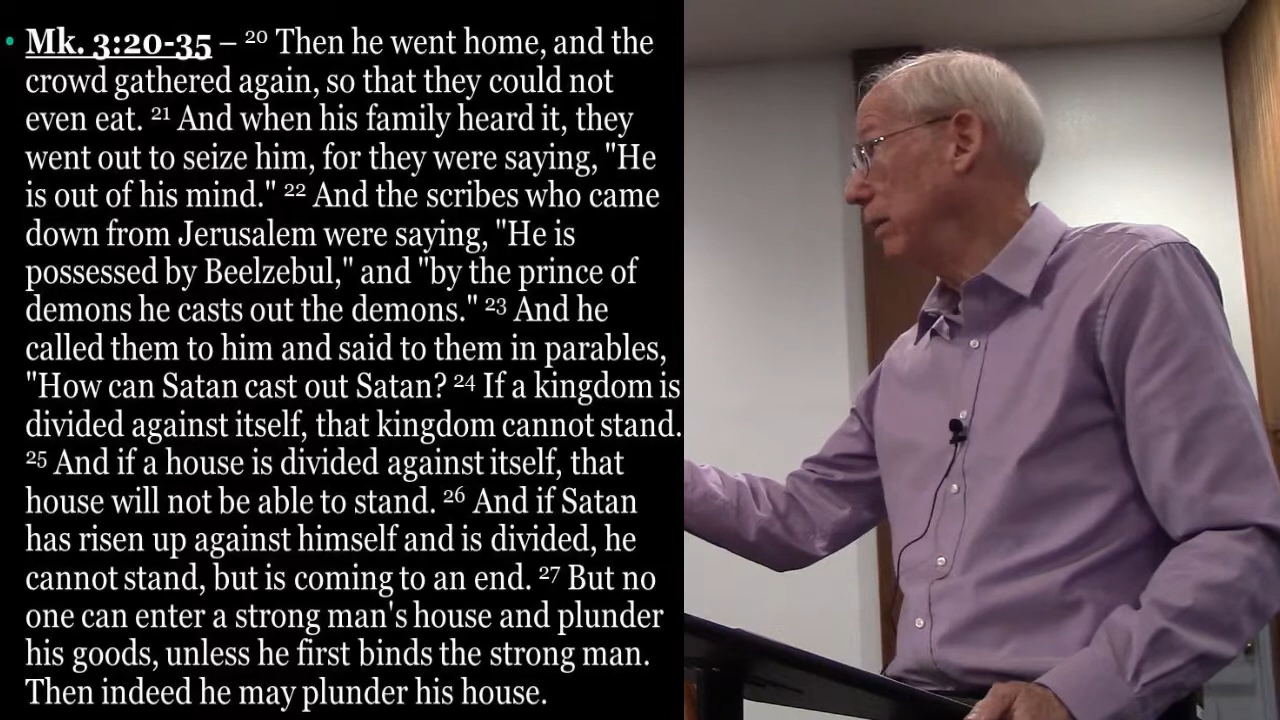 • Mk. 3:20-35 – 20 Then he went home, and the
crowd gathered again, so that they could not
even eat. 21 And when his family heard it, they
went out to seize him, for they were saying, "He
is out of his mind." 22 And the scribes who came
down from Jerusalem were saying, "He is
possessed by Beelzebul," and "by the prince of
demons he casts out the demons." 23 And he
called them to him and said to them in parables,
"How can Satan cast out Satan? 24 If a kingdom is
divided against itself, that kingdom cannot stand.
25 And if a house is divided against itself, that
house will not be able to stand. 26 And if Satan
has risen up against himself and is divided, he
cannot stand, but is coming to an end. 27 But no
one can enter a strong man's house and plunder
his goods, unless he first binds the strong man.
Then indeed he may plunder his house.